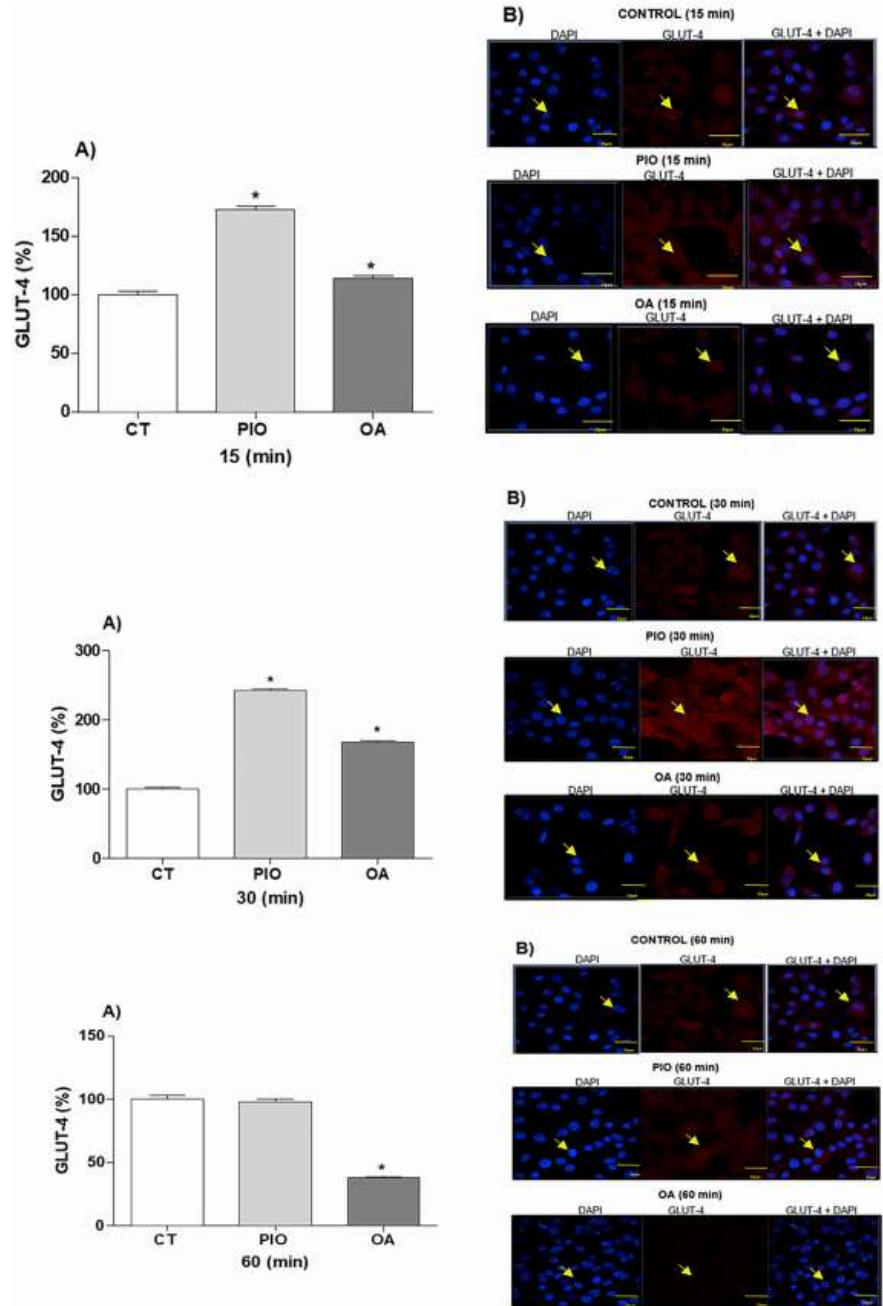 A)
200
150
100
50
0
GLUT-4 (%)
*
*
CT PIO OA
15 (min)
B)
CONTROL (15 min)
DAPI GLUT-4 GLUT-4 + DAPI
PIO (15 min)
DAPI GLUT-4 GLUT-4 + DAPI
OA (15 min)
DAPI GLUT-4 GLUT-4 + DAPI
A)
300
200
100
0
GLUT-4 (%)
*
*
CT PIO OA
30 (min)
B)
CONTROL (30 min)
DAPI GLUT-4 GLUT-4 + DAPI
PIO (30 min)
DAPI GLUT-4 GLUT-4 + DAPI
OA (30 min)
DAPI GLUT-4 GLUT-4 + DAPI
A)
150
100
50
0
GLUT-4 (%)
*
CT PIO OA
60 (min)
B)
CONTROL (60 min)
DAPI GLUT-4 GLUT-4 + DAPI
PIO (60 min)
DAPI GLUT-4 GLUT-4 + DAPI
OA (60 min)
DAPI GLUT-4 GLUT-4 + DAPI